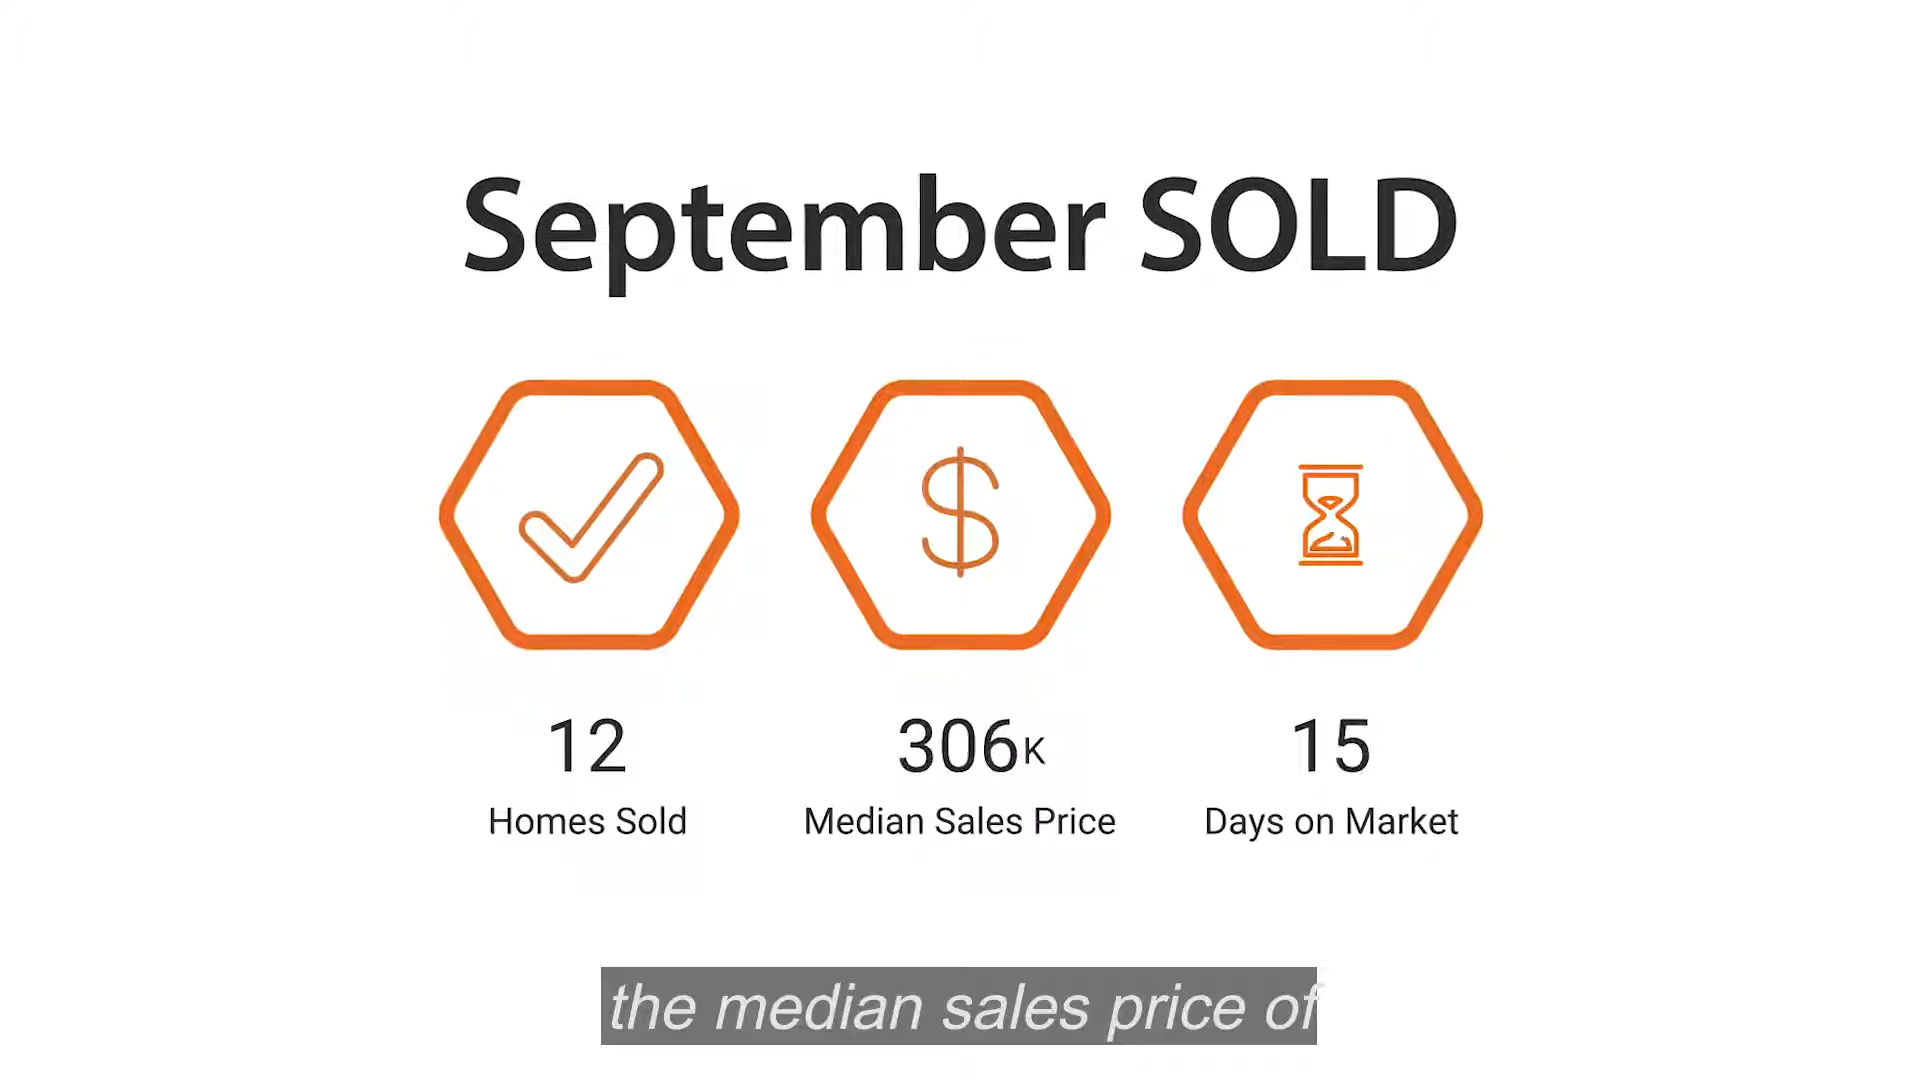 September SOLD
12
306K
15
Homes Sold
Median Sales Price
Days on Market
the median sales price of